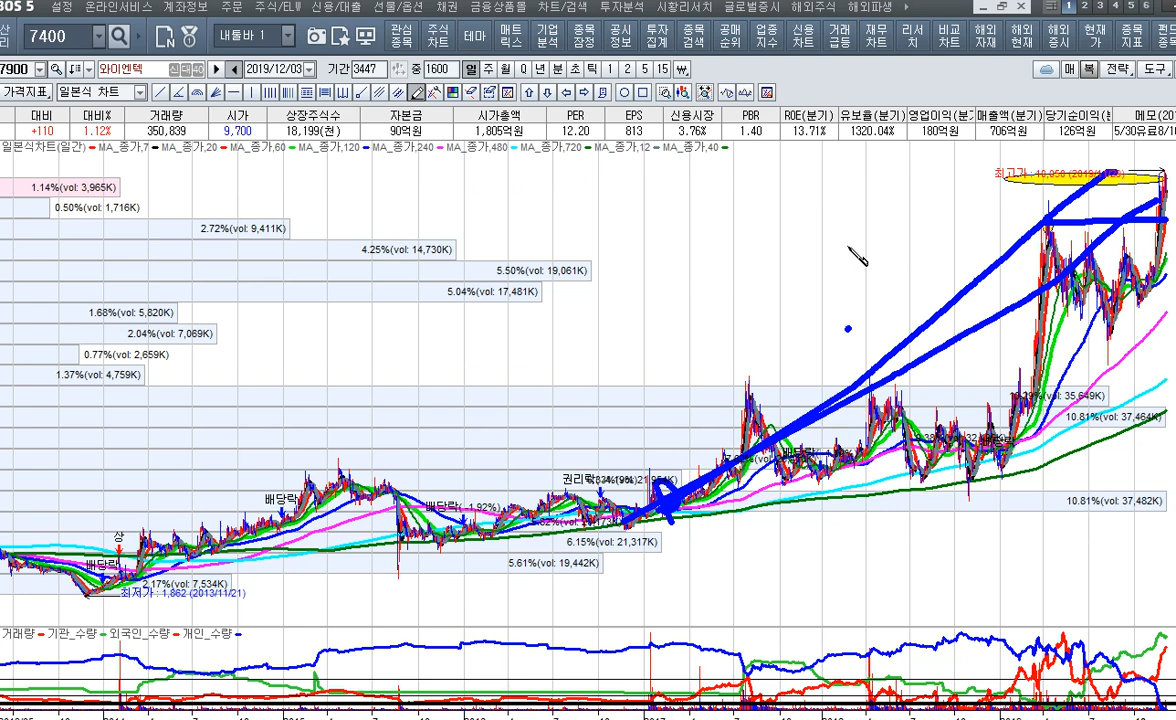 BOS 5 설정 온라인서비스 계좌정보 주문 주식/ELW 신용/대출 선물/옵션 채권 금융상품몰 차트/검색 투자분석 시황리서치 글로벌증시 해외주식 해외파생
1 2 3 4 5 6
7400 내툴바 1 관심종목 주식차트 테마 매트릭스 기업분석 종목잠정 공시정보 투자집계 종목검색 공매순위 업종지수 신용차트 거래급등 재무차트 리서치 비교차트 해외지재 해외현재 해외증시 현재가 종목지표
7900 와이엔텍 2019/12/03 기간 3447 중 1600 일 주 월 Q 년 분 초 틱 1 2 3 5 15 매 복 전략 도구
가격지표 일본식 차트
대비 대비% 거래량 시가 상장주식수 자본금 시가총액 PER EPS 신용시장 PBR ROE(분기) 유보율(분기) 영업이익(분 매출액(분기) 당기순이익( 메모(20
+110 1.12% 350,839 9,700 18,199(천) 90억원 1,805억원 12.20 813 3.76% 1.40 13.71% 1320.04% 180억원 706억원 126억원 5/30유료8/1
일본식차트(일간) MA_종가,7 MA_종가,20 MA_종가,60 MA_종가,120 MA_종가,240 MA_종가,480 MA_종가,720 MA_종가,12 MA_종가,40
1.14%(vol: 3,965K)
0.50%(vol: 1,716K)
2.72%(vol: 9,411K)
4.25%(vol: 14,730K)
5.50%(vol: 19,061K)
5.04%(vol: 17,481K)
1.68%(vol: 5,820K)
2.04%(vol: 7,069K)
0.77%(vol: 2,659K)
1.37%(vol: 4,759K)
10.81%(vol: 37,464K)
권리락
배당락
10.81%(vol: 37,482K)
6.15%(vol: 21,317K)
상
5.61%(vol: 19,442K)
배당락
2.17%(vol: 7,534K)
최저가 : 1,862 (2013/11/21)
거래량 기관_수량 외국인_수량 개인_수량